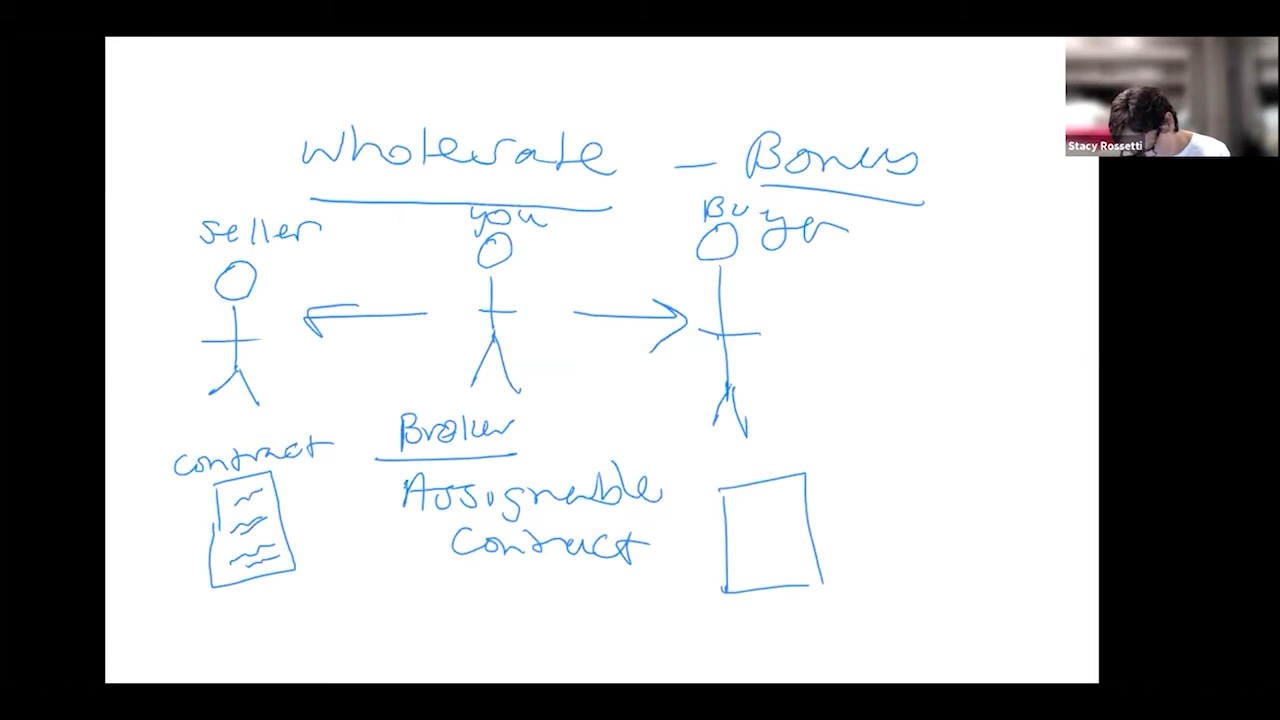 Wholesale - Bonus
Stacy Rossetti
Seller
you
Buyer
Broker
Contract
Assignable
Contract